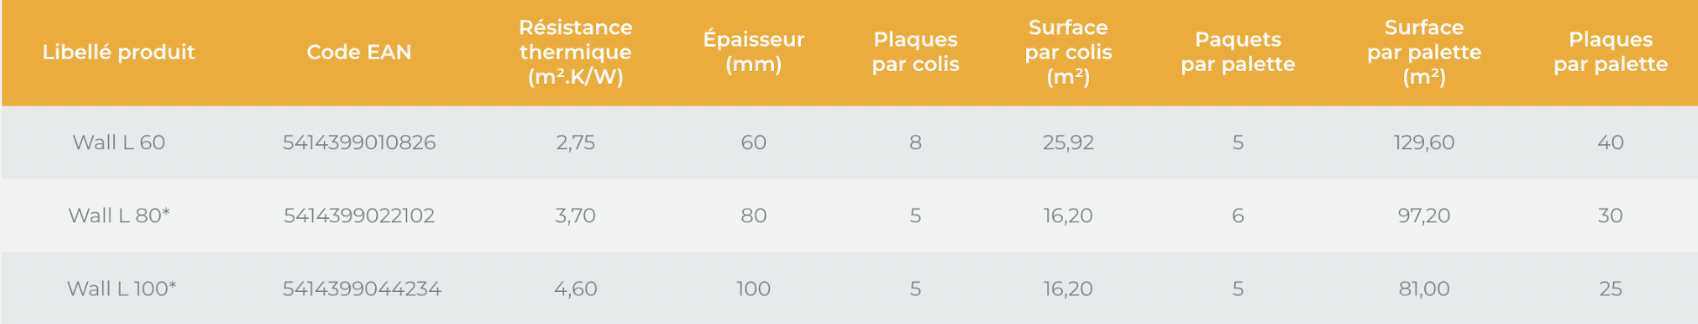 Libellé produit
Code EAN
Résistance
thermique
(m².K/W)
Épaisseur
(mm)
Plaques
par colis
Surface
par colis
(m²)
Paquets
par palette
Surface
par palette
(m²)
Plaques
par palette
Wall L 60 5414399010826 2,75 60 8 25,92 5 129,60 40
Wall L 80* 5414399022102 3,70 80 5 16,20 6 97,20 30
Wall L 100* 5414399044234 4,60 100 5 16,20 5 81,00 25